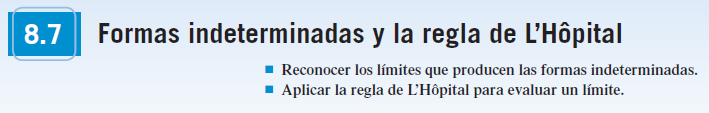 8.7 Formas indeterminadas y la regla de L'Hôpital
■ Reconocer los límites que producen las formas indeterminadas.
■ Aplicar la regla de L'Hôpital para evaluar un límite.